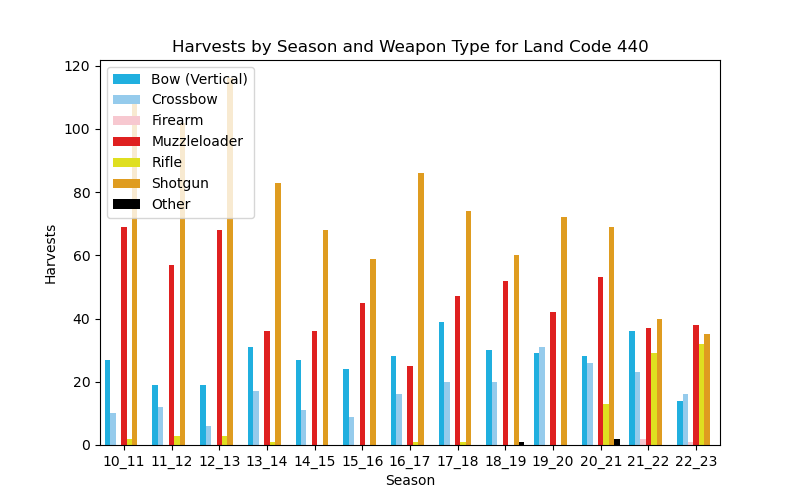 Harvests by Season and Weapon Type for Land Code 440
120
100
80
60
40
20
0
Harvests
Bow (Vertical)
Crossbow
Firearm
Muzzleloader
Rifle
Shotgun
Other
10_11 11_12 12_13 13_14 14_15 15_16 16_17 17_18 18_19 19_20 20_21 21_22 22_23
Season